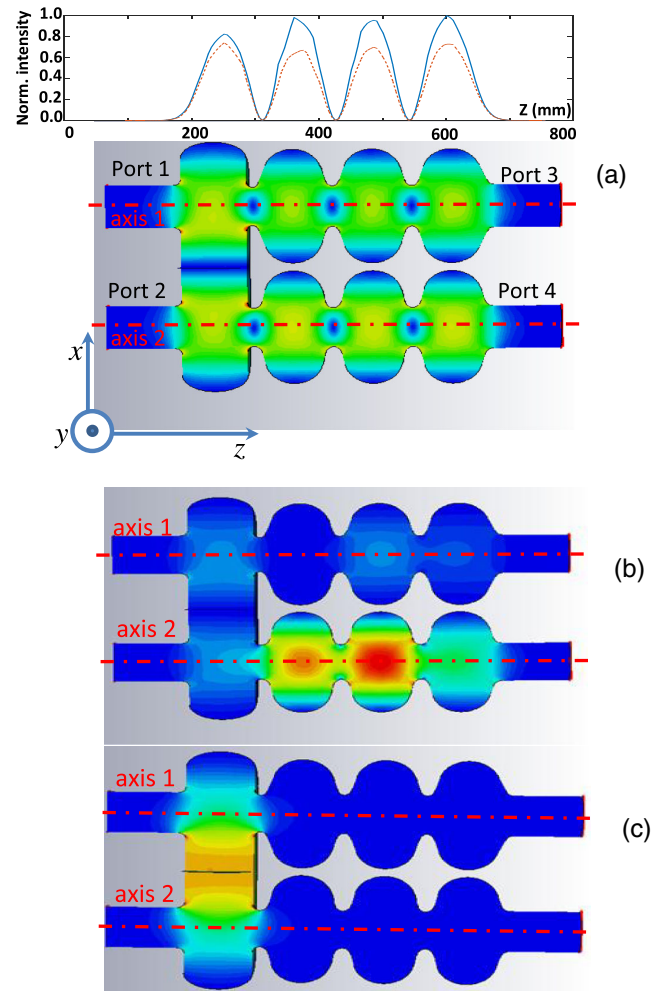 Norm. intensity
1.0
0.8
0.6
0.4
0.2
0.0
Z (mm)
0 200 400 600 800
Port 1
Port 3
(a)
axis 1
Port 2
Port 4
axis 2
x
y
z
axis 1
(b)
axis 2
axis 1
(c)
axis 2